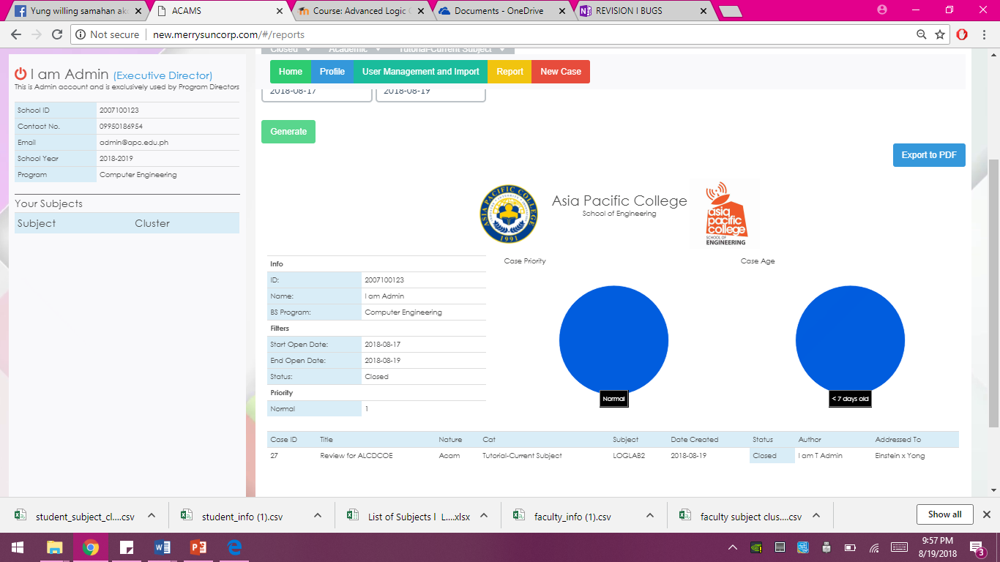 Yung willing samahan ako
ACAMS
Course: Advanced Logic C
Documents - OneDrive
REVISION I BUGS
Not secure
new.merrysuncorp.com/#/reports
I am Admin (Executive Director)
This is Admin account and is exclusively used by Program Directors
School ID 2007100123
Contact No. 09950186954
Email admin@apc.edu.ph
School Year 2018-2019
Program Computer Engineering
Your Subjects
Subject Cluster
Closed Academic Tutorial-Current Subject
Home Profile User Management and Import Report New Case
2018-08-17 2018-08-19
Generate
Export to PDF
ASIA PACIFIC COLLEGE
1991
Asia Pacific College
School of Engineering
asia
pacific
college
SCHOOL OF
ENGINEERING
Info
ID: 2007100123
Name: I am Admin
BS Program: Computer Engineering
Filters
Start Open Date: 2018-08-17
End Open Date: 2018-08-19
Status: Closed
Priority
Normal 1
Case Priority
Normal
Case Age
< 7 days old
Case ID Title Nature Cat Subject Date Created Status Author Addressed To
27 Review for ALCDCOE Acam Tutorial-Current Subject LOGLAB2 2018-08-19 Closed I am T Admin Einstein x Yong
student_subject_cl....csv
student_info (1).csv
List of Subjects I L....xlsx
faculty_info (1).csv
faculty subject clus....csv
Show all
9:57 PM
8/19/2018
3